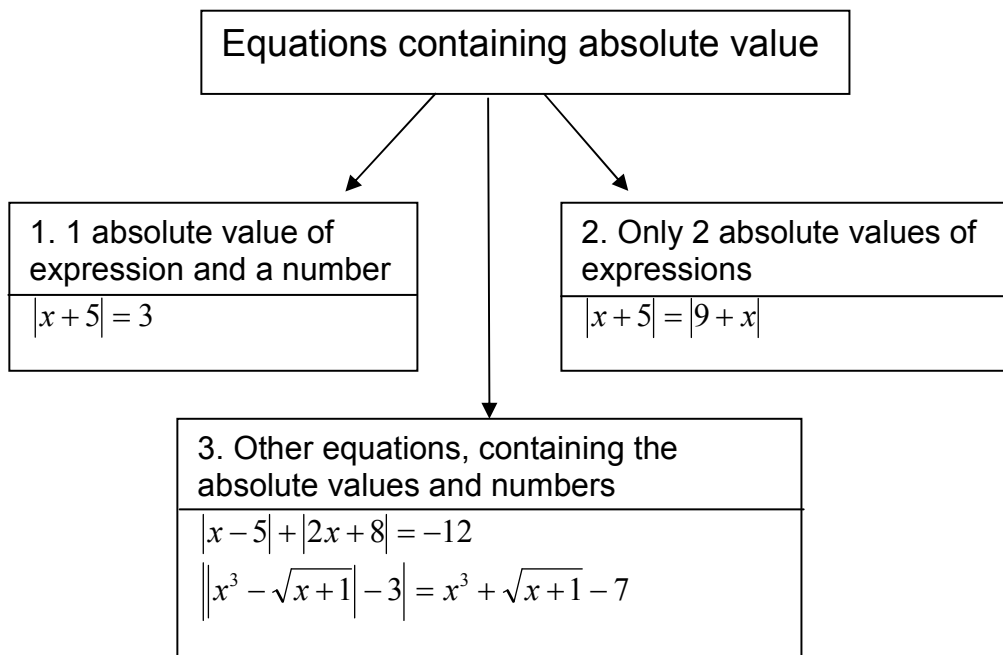 Equations containing absolute value
1. 1 absolute value of
expression and a number
|x + 5| = 3
2. Only 2 absolute values of
expressions
|x + 5| = |9 + x|
3. Other equations, containing the
absolute values and numbers
|x − 5| + |2x + 8| = −12
||x³ − √(x + 1)| − 3| = x³ + √(x + 1) − 7